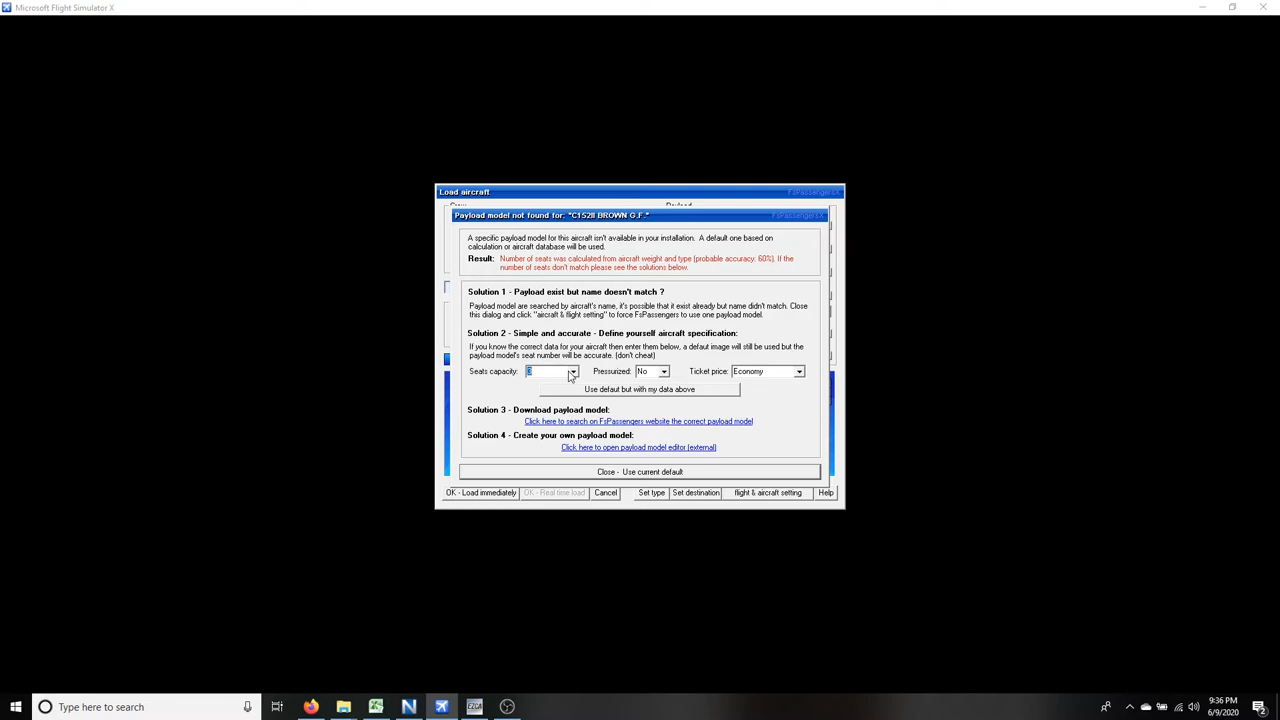 Microsoft Flight Simulator X
Load aircraft
Payload model not found for: "C152II BROWN G.F."
A specific payload model for this aircraft isn't available in your installation. A default one based on
calculation or aircraft database will be used.
Result: Number of seats was calculated from aircraft weight and type (probable accuracy: 60%). If the
number of seats don't match please see the solutions below.
Solution 1 - Payload exist but name doesn't match ?
Payload model are searched by aircraft's name, it's possible that it exist already but name didn't match. Close
this dialog and click "aircraft & flight setting" to force FsPassengers to use one payload model.
Solution 2 - Simple and accurate - Define yourself aircraft specification:
If you know the correct data for your aircraft then enter them below, a defaut image will still be used but the
payload model's seat number will be accurate. (don't cheat)
Seats capacity: 3 Pressurized: No Ticket price: Economy
Use defaut but with my data above
Solution 3 - Download payload model:
Click here to search on FsPassengers website the correct payload model
Solution 4 - Create your own payload model:
Click here to open payload model editor (external)
Close - Use current default
OK - Load immediately OK - Real time load Cancel Set type Set destination flight & aircraft setting Help
Type here to search
EZCA
9:36 PM
6/9/2020
2